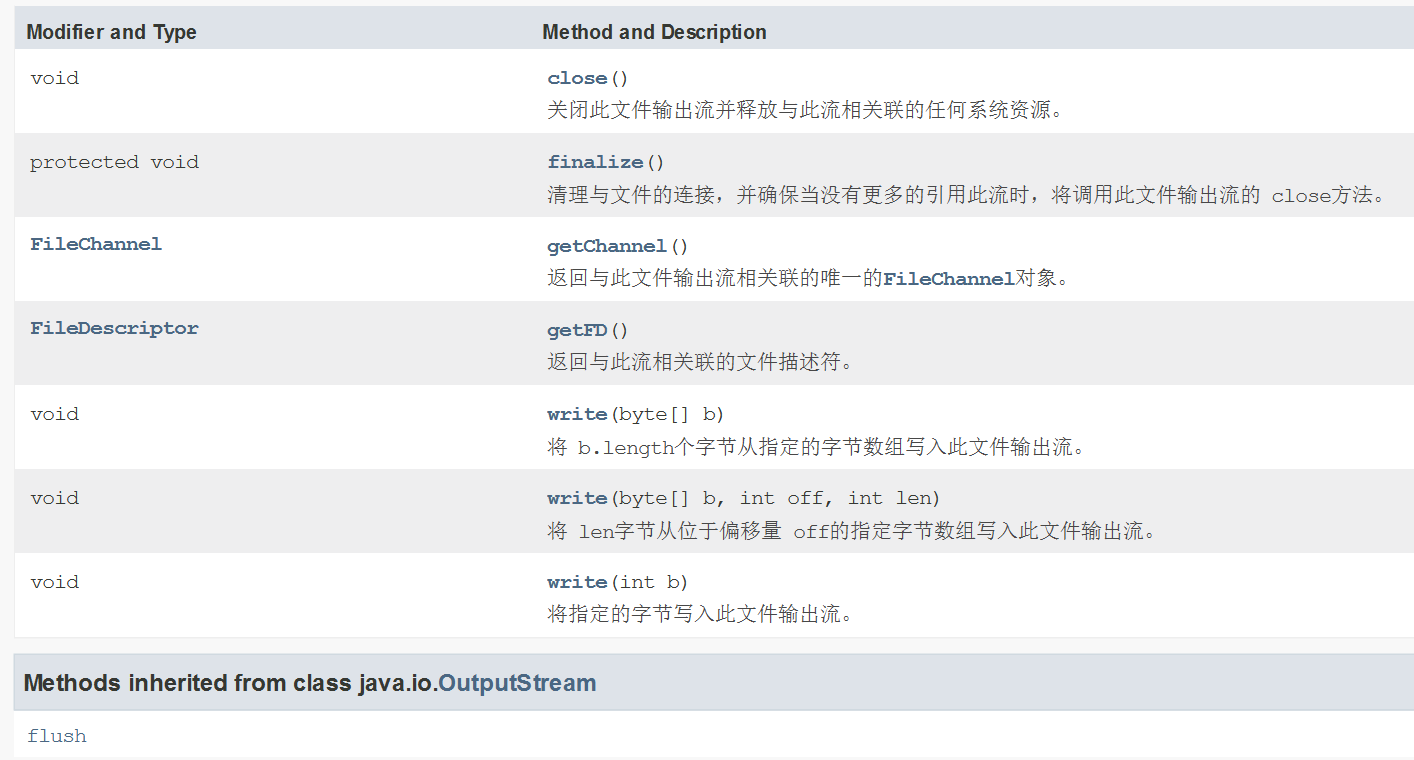 Modifier and Type Method and Description
void close()
关闭此文件输出流并释放与此流相关联的任何系统资源。
protected void finalize()
清理与文件的连接，并确保当没有更多的引用此流时，将调用此文件输出流的 close方法。
FileChannel getChannel()
返回与此文件输出流相关联的唯一的FileChannel对象。
FileDescriptor getFD()
返回与此流相关联的文件描述符。
void write(byte[] b)
将 b.length个字节从指定的字节数组写入此文件输出流。
void write(byte[] b, int off, int len)
将 len字节从位于偏移量 off的指定字节数组写入此文件输出流。
void write(int b)
将指定的字节写入此文件输出流。
Methods inherited from class java.io.OutputStream
flush